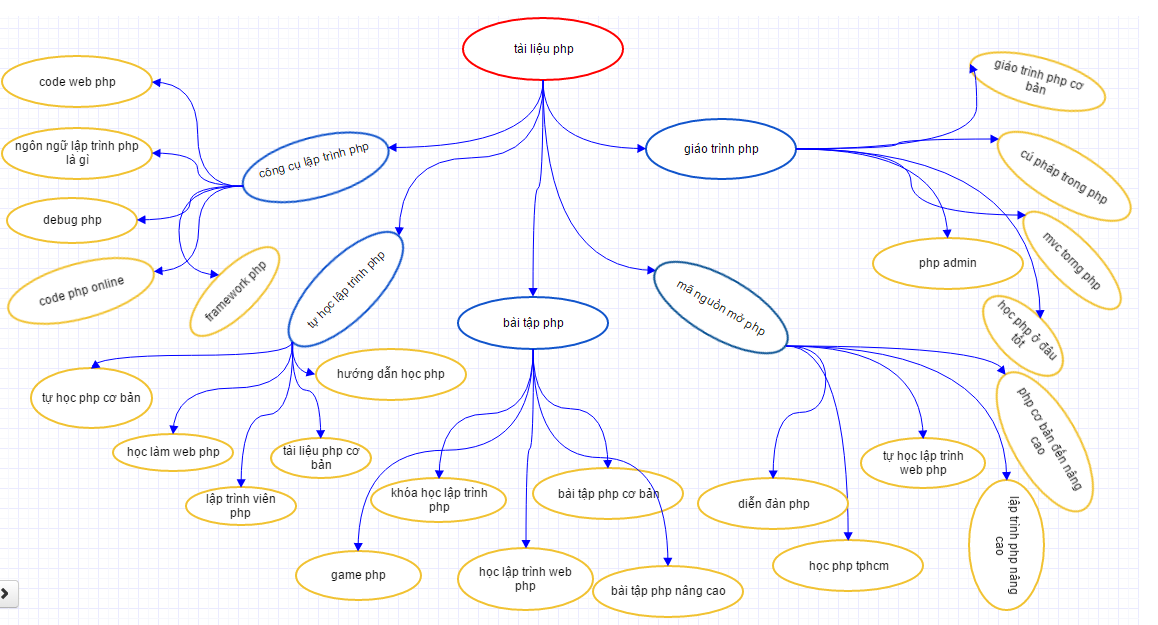 tài liệu php
công cụ lập trình php
code web php
ngôn ngữ lập trình php
là gì
debug php
code php online
framework php
tự học lập trình php
tự học php cơ bản
học làm web php
lập trình viên
php
tài liệu php cơ
bản
hướng dẫn học php
bài tập php
khóa học lập trình
php
game php
học lập trình web
php
bài tập php cơ bản
bài tập php nâng cao
mã nguồn mở php
diễn đàn php
học php tphcm
tự học lập trình
web php
lập trình php nâng
cao
php cơ bản đến nâng
cao
giáo trình php
giáo trình php cơ
bản
cú pháp trong php
mvc torng php
php admin
học php ở đâu
tốt